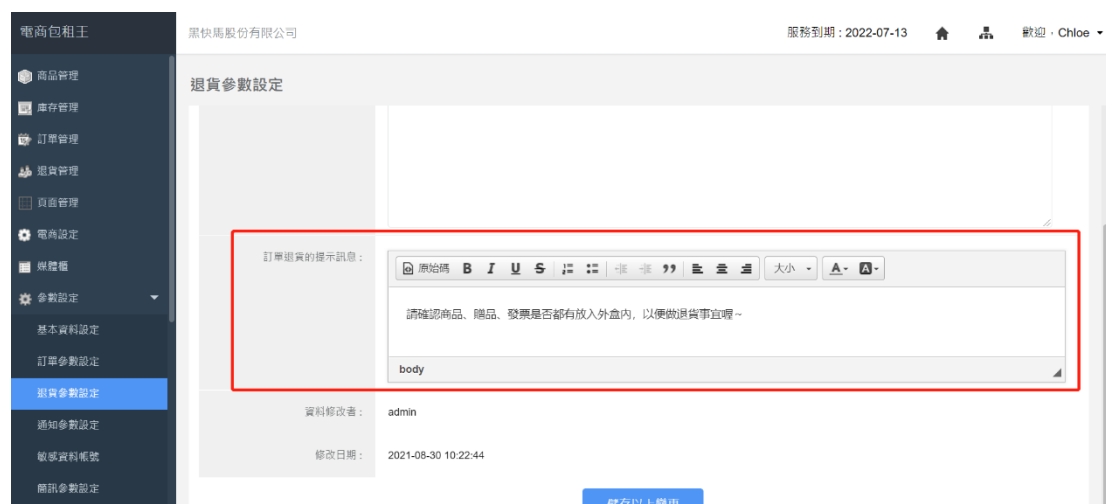 電商包租王
黑快馬股份有限公司
服務到期 : 2022-07-13
歡迎，Chloe
商品管理
庫存管理
訂單管理
退貨管理
頁面管理
電商設定
媒體櫃
參數設定
基本資料設定
訂單參數設定
退貨參數設定
通知參數設定
敏感資料帳號
簡訊參數設定
退貨參數設定
訂單退貨的提示訊息 :
原始碼 B I U S 大小 A A
請確認商品、贈品、發票是否都有放入外盒內，以便做退貨事宜喔~
body
資料修改者 : admin
修改日期 : 2021-08-30 10:22:44
儲存以上變更